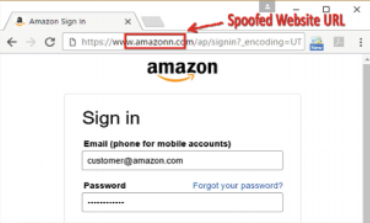 Spoofed Website URL
Amazon Sign In
https://www.amazonn.com/ap/signin?_encoding=UT
amazon
Sign in
Email (phone for mobile accounts)
customer@amazon.com
Password
Forgot your password?